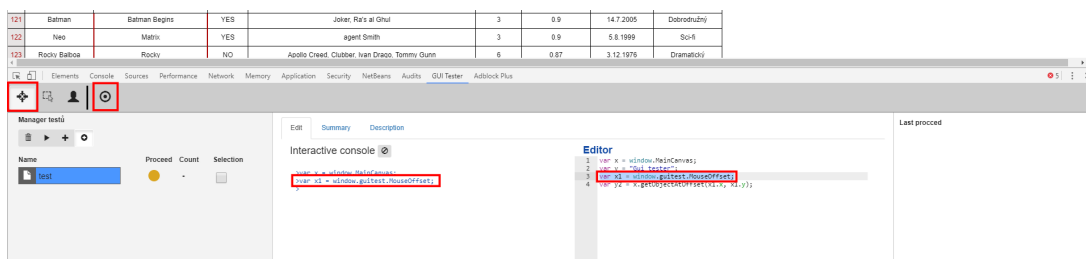 121 Batman Batman Begins YES Joker, Ra's al Ghul 3 0.9 14.7.2005 Dobrodružný
122 Neo Matrix YES agent Smith 3 0.9 5.8.1999 Sci-fi
123 Rocky Balboa Rocky NO Apollo Creed, Clubber, Ivan Drago, Tommy Gunn 6 0.87 3.12.1976 Dramatický
Elements Console Sources Performance Network Memory Application Security NetBeans Audits GUI Tester Adblock Plus 5
Manager testů
Name Proceed Count Selection
test -
Edit Summary Description
Interactive console
>var x = window.MainCanvas;
>var x1 = window.guitest.MouseOffset;
>
Editor
1 var x = window.MainCanvas;
2 var y = "Gui tester";
3 var x1 = window.guitest.MouseOffset;
4 var y2 = x.getObjectAtOffset(x1.x, x1.y);
Last procced